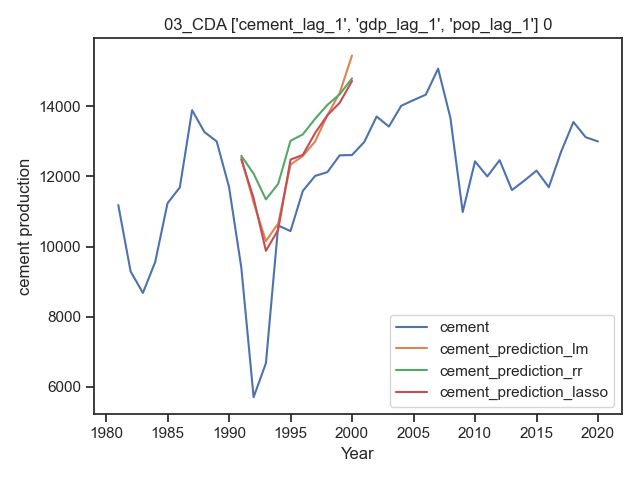 03_CDA ['cement_lag_1', 'gdp_lag_1', 'pop_lag_1'] 0
cement production
14000
12000
10000
8000
6000
cement
cement_prediction_lm
cement_prediction_rr
cement_prediction_lasso
1980 1985 1990 1995 2000 2005 2010 2015 2020
Year